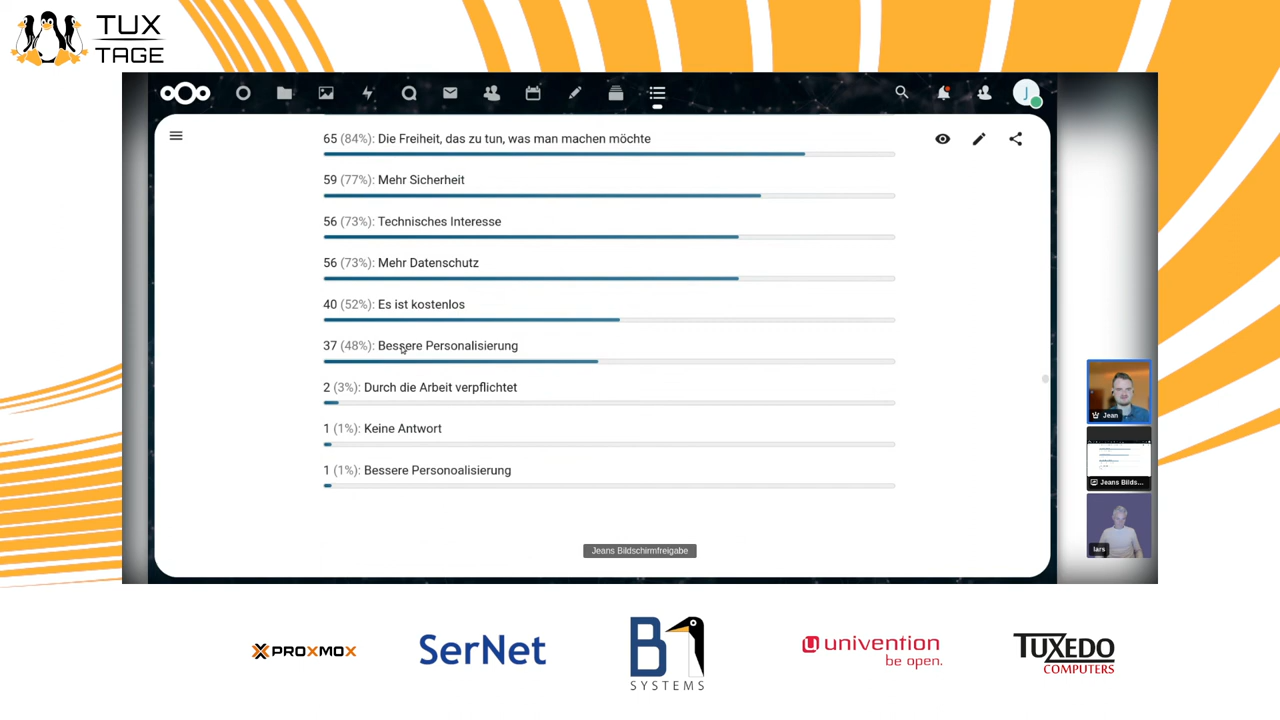 TUX
TAGE
J
65 (84%): Die Freiheit, das zu tun, was man machen möchte
59 (77%): Mehr Sicherheit
56 (73%): Technisches Interesse
56 (73%): Mehr Datenschutz
40 (52%): Es ist kostenlos
37 (48%): Bessere Personalisierung
2 (3%): Durch die Arbeit verpflichtet
1 (1%): Keine Antwort
1 (1%): Bessere Personoalisierung
Jeans Bildschirmfreigabe
Jean
Jeans Bilds...
lars
PROXMOX
SerNet
B1
SYSTEMS
univention
be open.
TUXEDO
COMPUTERS